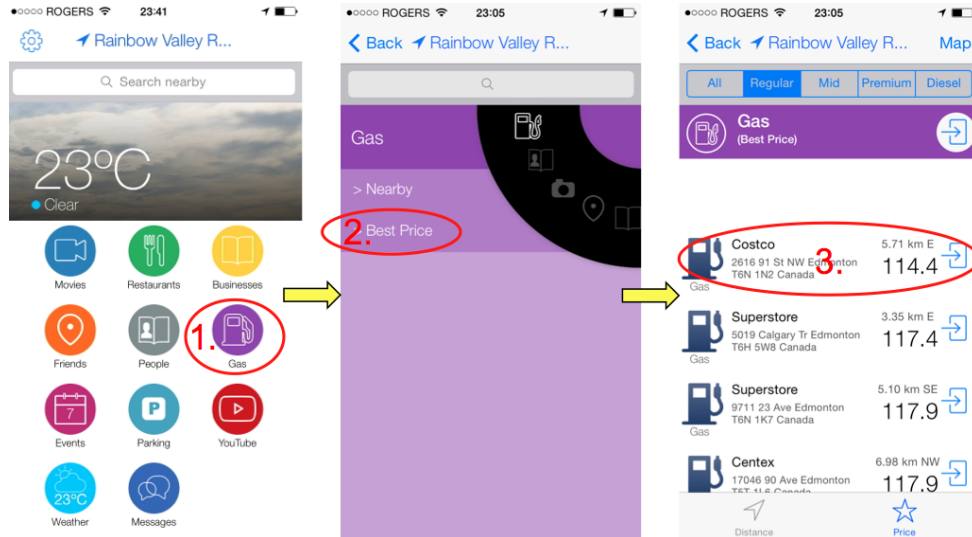 ROGERS 23:41
Rainbow Valley R...
Search nearby
23°C
Clear
Movies Restaurants Businesses
Friends People Gas
1.
7
P
Events Parking YouTube
23°C
Weather Messages
ROGERS 23:05
Back Rainbow Valley R...
Gas
> Nearby
> Best Price
2.
ROGERS 23:05
Back Rainbow Valley R... Map
All Regular Mid Premium Diesel
Gas
(Best Price)
Costco 5.71 km E
2616 91 St NW Edmonton
T6N 1N2 Canada 114.4
Gas
3.
Superstore 3.35 km E
5019 Calgary Tr Edmonton
T6H 5W8 Canada 117.4
Gas
Superstore 5.10 km SE
9711 23 Ave Edmonton
T6N 1K7 Canada 117.9
Gas
Centex 6.98 km NW
17046 90 Ave Edmonton
T5T 1L6 Canada 117.9
Distance Price